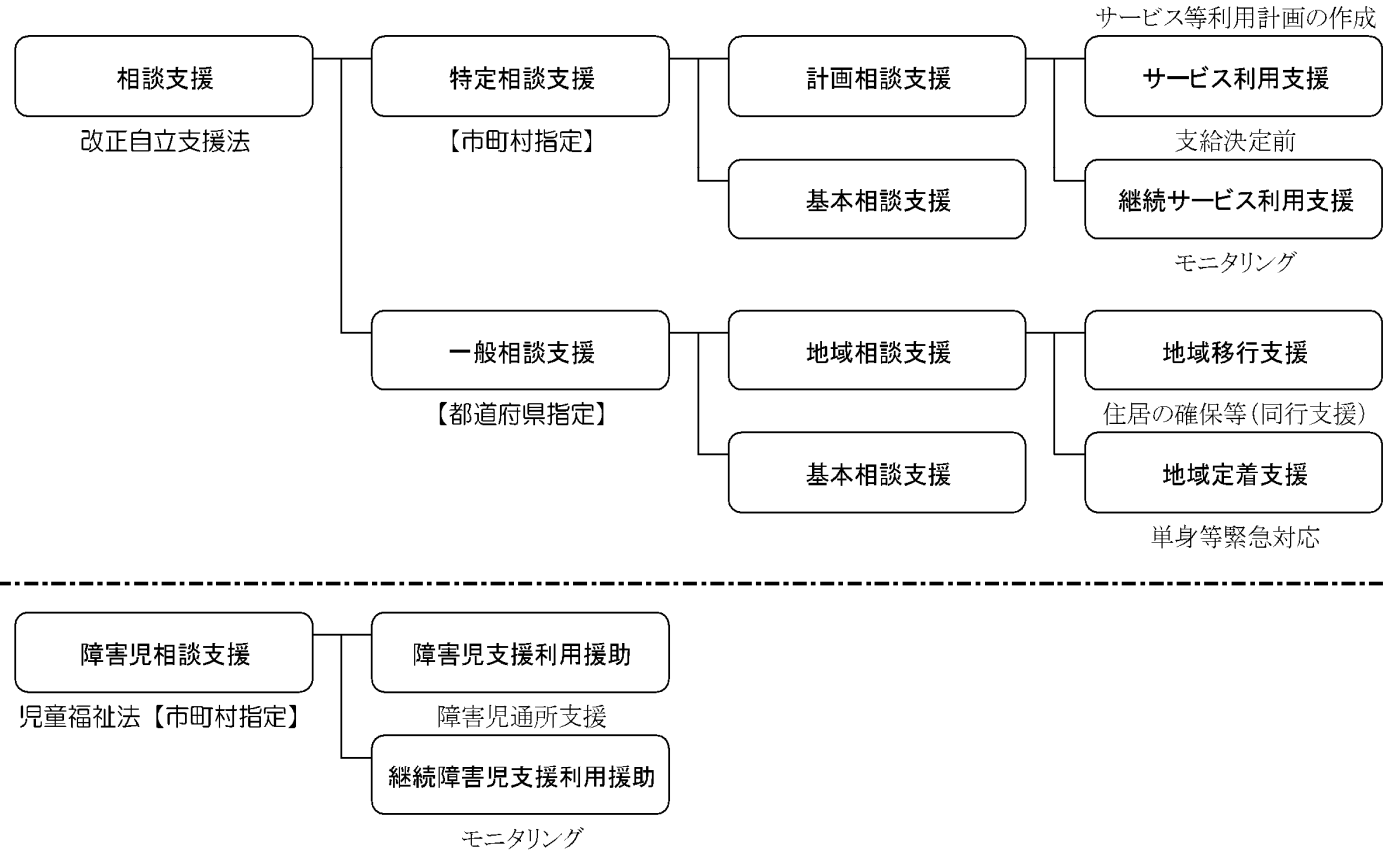 サービス等利用計画の作成
相談支援
特定相談支援
計画相談支援
サービス利用支援
改正自立支援法
【市町村指定】
支給決定前
基本相談支援
継続サービス利用支援
モニタリング
一般相談支援
地域相談支援
地域移行支援
【都道府県指定】
住居の確保等（同行支援）
基本相談支援
地域定着支援
単身等緊急対応
障害児相談支援
障害児支援利用援助
児童福祉法【市町村指定】
障害児通所支援
継続障害児支援利用援助
モニタリング